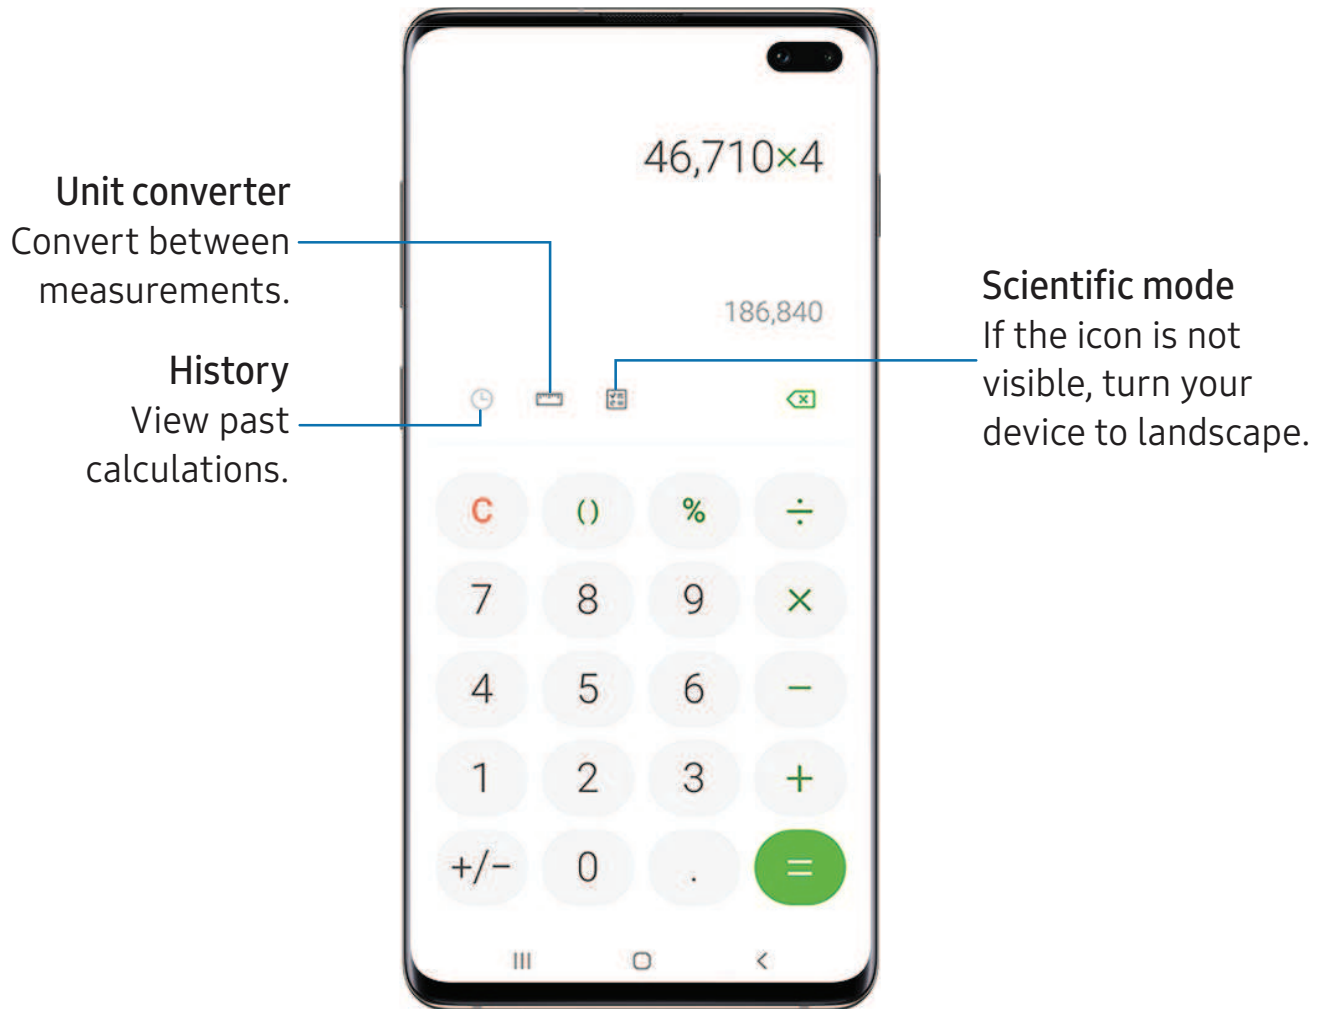 46,710×4
Unit converter
Convert between
measurements.
186,840
Scientific mode
If the icon is not
visible, turn your
device to landscape.
History
View past
calculations.
C () % ÷
7 8 9 ×
4 5 6 −
1 2 3 +
+/− 0 . =